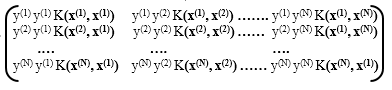 y(1) y(1) K(x(1), x(1)) y(1) y(2) K(x(1), x(2)) ....... y(1) y(N) K(x(1), x(N))
y(2) y(1) K(x(2), x(1)) y(2) y(2) K(x(2), x(2)) ...... y(2) y(N) K(x(2), x(N))
.... .... ....
y(N) y(1) K(x(N), x(1)) y(N) y(2) K(x(N), x(2)) ...... y(N) y(N) K(x(N), x(1))